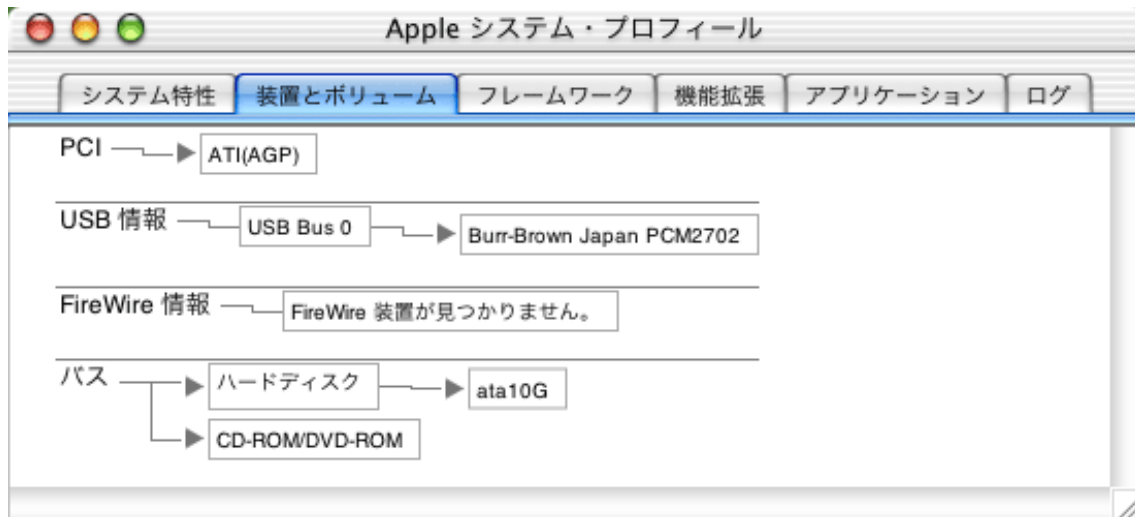 Apple システム・プロフィール
システム特性 装置とボリューム フレームワーク 機能拡張 アプリケーション ログ
PCI ATI(AGP)
USB 情報 USB Bus 0 Burr-Brown Japan PCM2702
FireWire 情報 FireWire 装置が見つかりません。
バス ハードディスク ata10G
CD-ROM/DVD-ROM